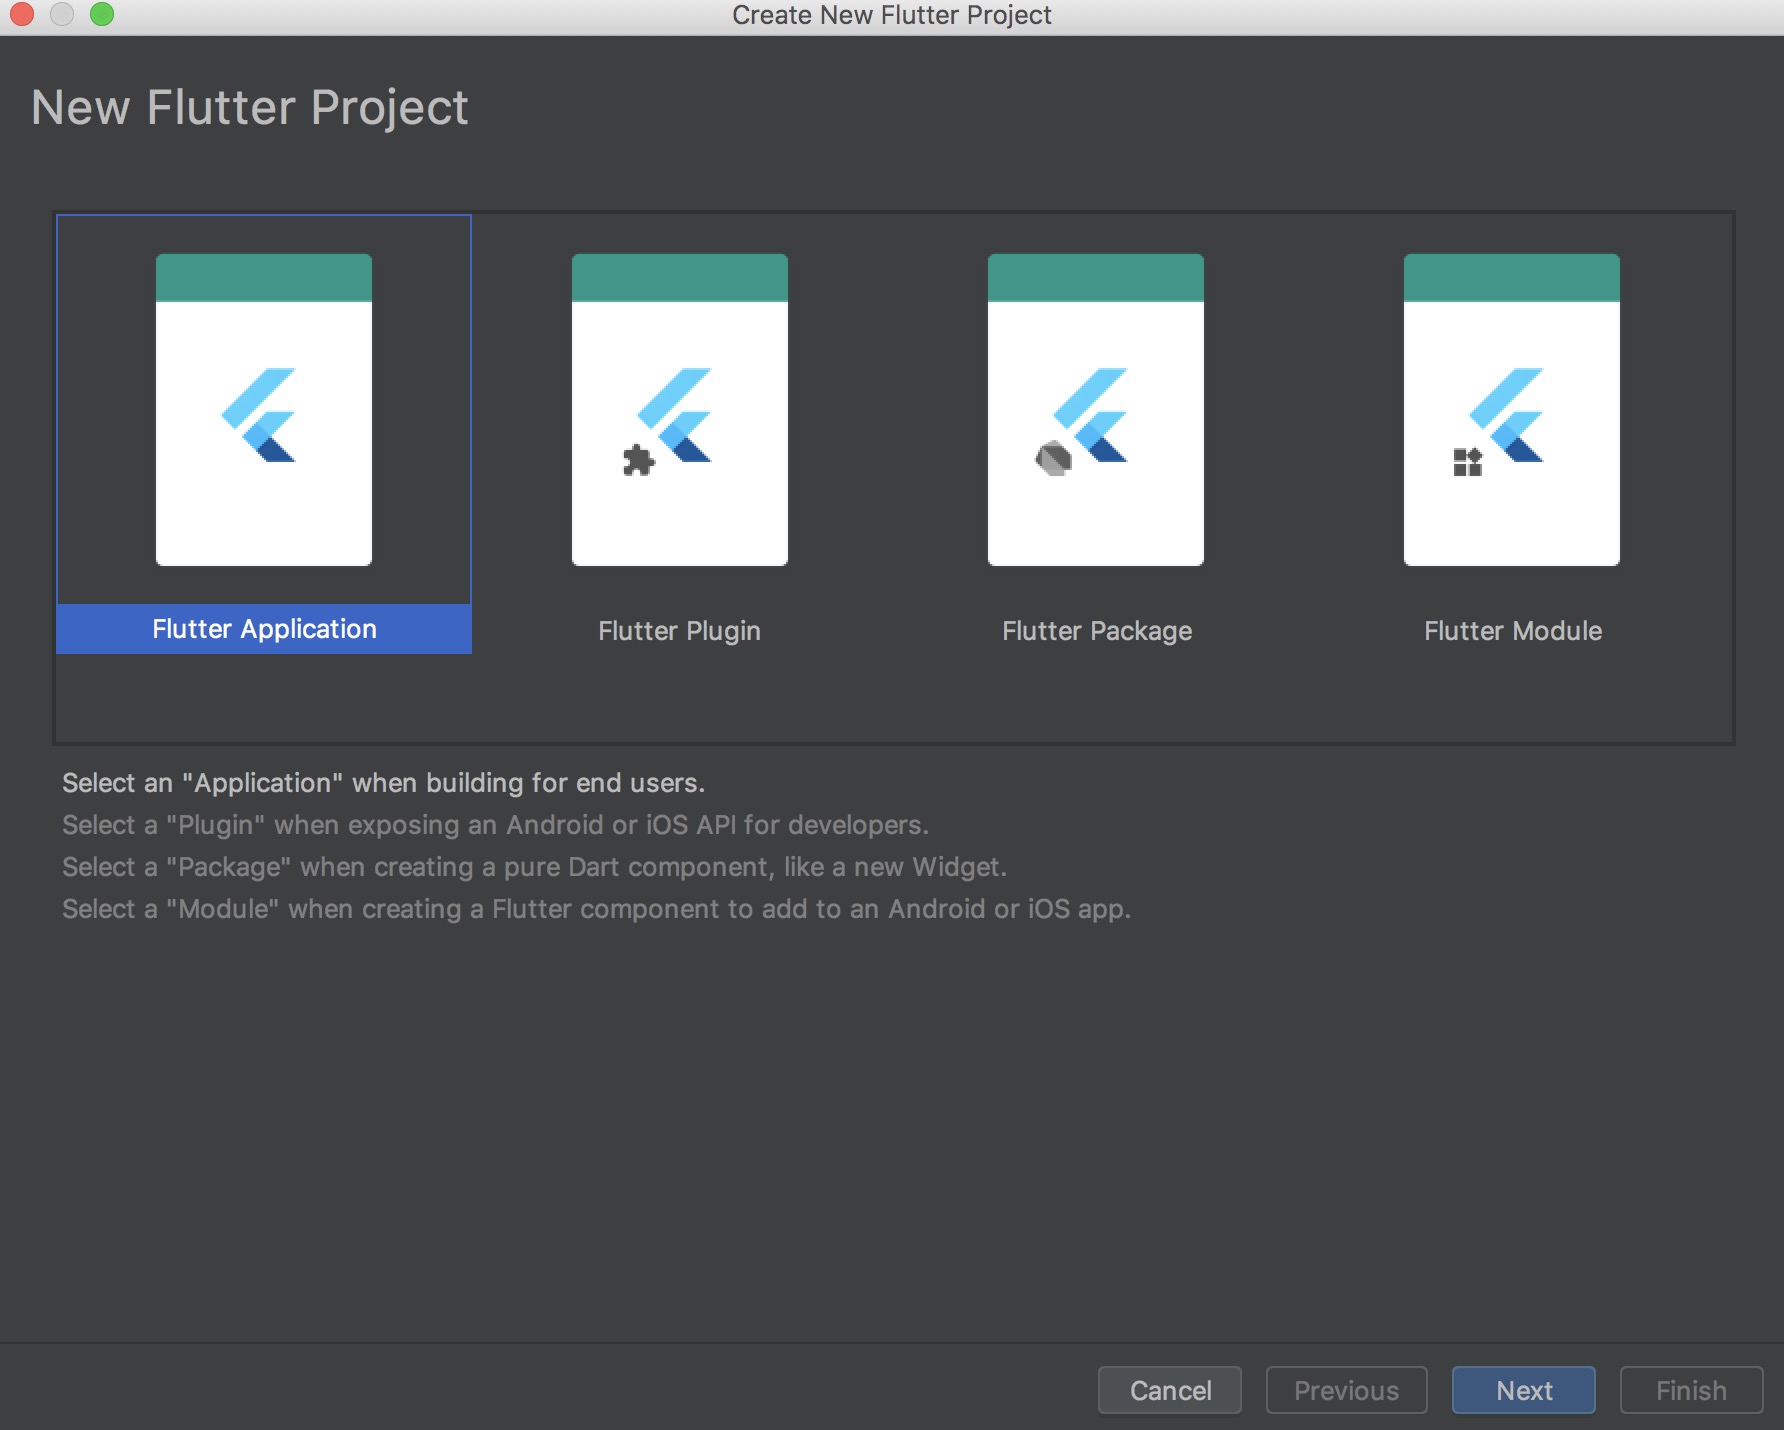 Create New Flutter Project
New Flutter Project
Flutter Application
Flutter Plugin
Flutter Package
Flutter Module
Select an "Application" when building for end users.
Select a "Plugin" when exposing an Android or iOS API for developers.
Select a "Package" when creating a pure Dart component, like a new Widget.
Select a "Module" when creating a Flutter component to add to an Android or iOS app.
Cancel
Previous
Next
Finish